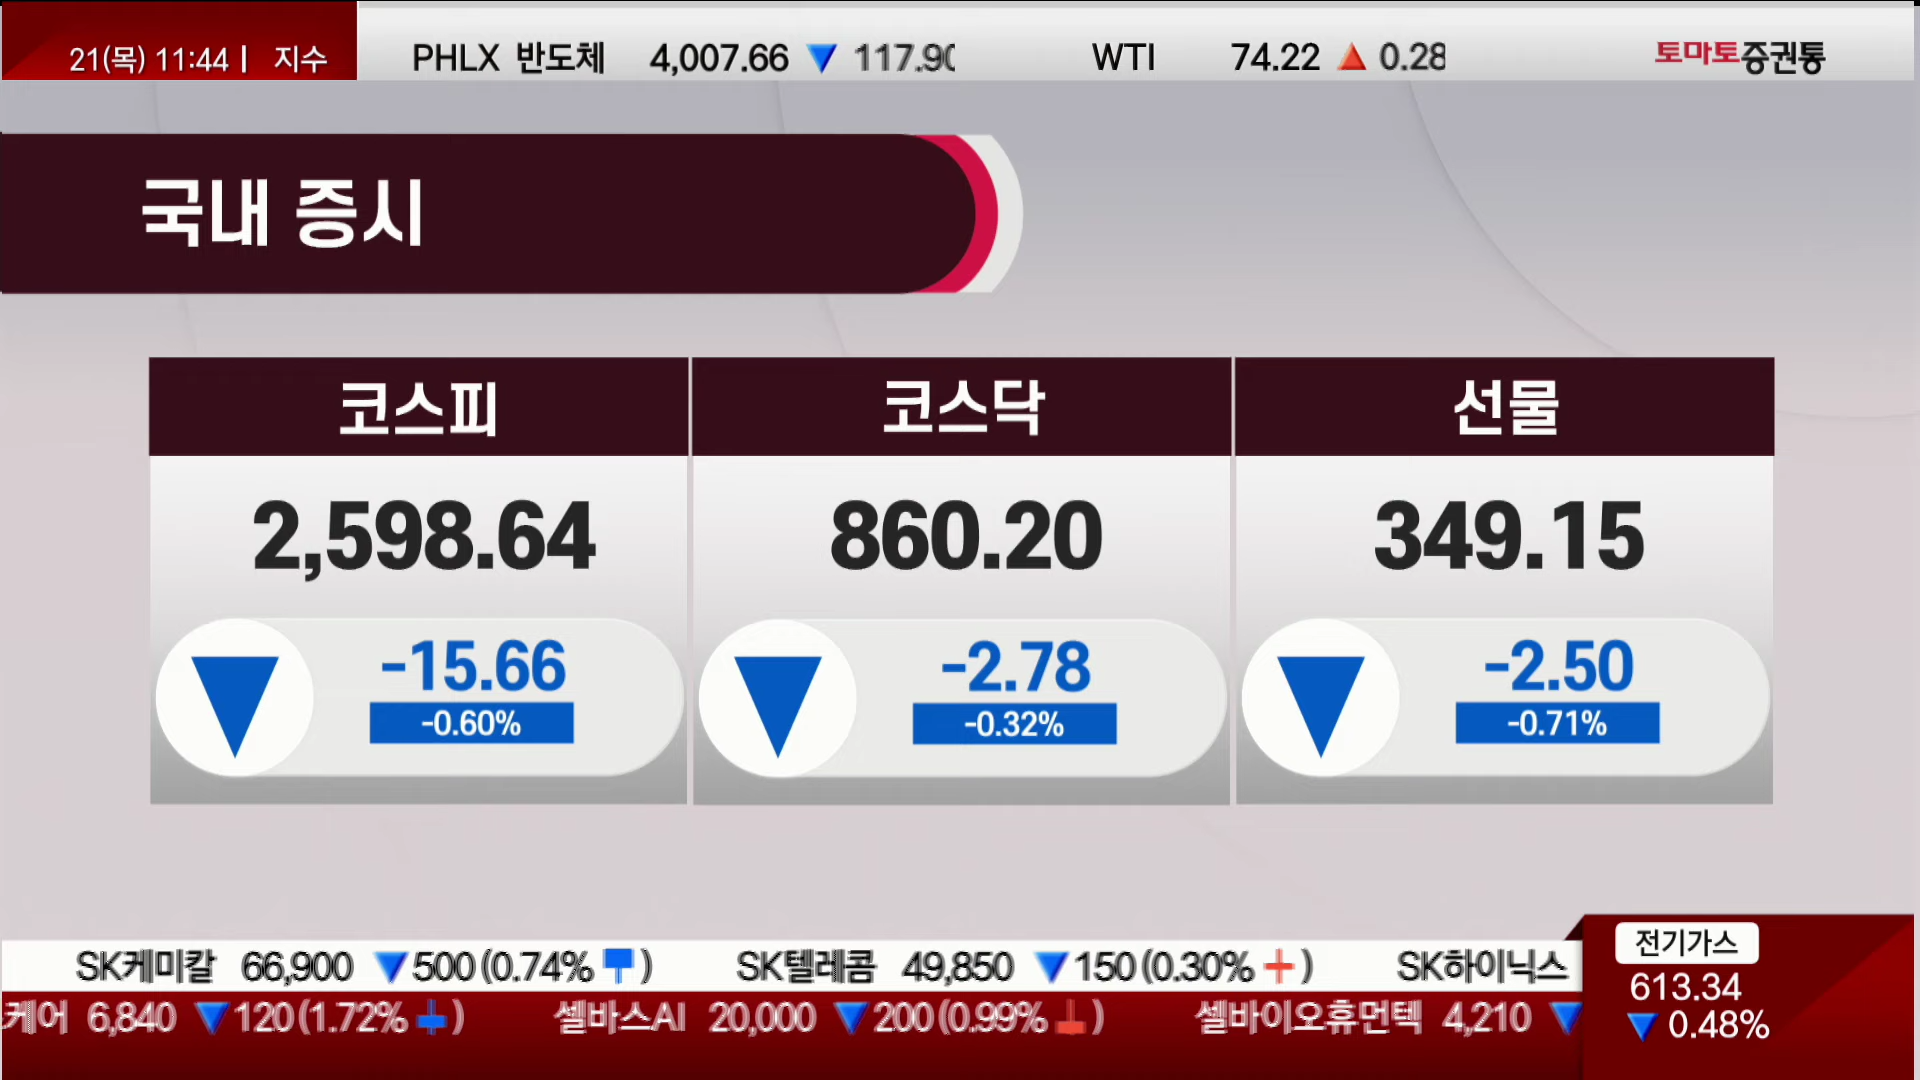 21(목) 11:44 | 지수
PHLX 반도체 4,007.66 ▼ 117.90 WTI 74.22 ▲ 0.28
토마토증권통
국내 증시
코스피 코스닥 선물
2,598.64 860.20 349.15
-15.66 -2.78 -2.50
-0.60% -0.32% -0.71%
SK케미칼 66,900 ▼500(0.74% ) SK텔레콤 49,850 ▼150(0.30% ) SK하이닉스
케어 6,840 ▼120(1.72% ) 셀바스AI 20,000 ▼200(0.99% ) 셀바이오휴먼텍 4,210 ▼
전기가스
613.34
▼ 0.48%